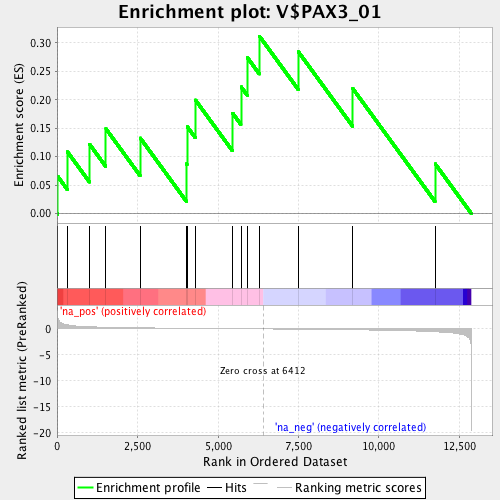 Enrichment plot: V$PAX3_01
Enrichment score (ES)
0.30
0.25
0.20
0.15
0.10
0.05
0.00
'na_pos' (positively correlated)
Ranked list metric (PreRanked)
0
-5
-10
-15
-20
Zero cross at 6412
'na_neg' (negatively correlated)
0
2,500
5,000
7,500
10,000
12,500
Rank in Ordered Dataset
Enrichment profile
Hits
Ranking metric scores